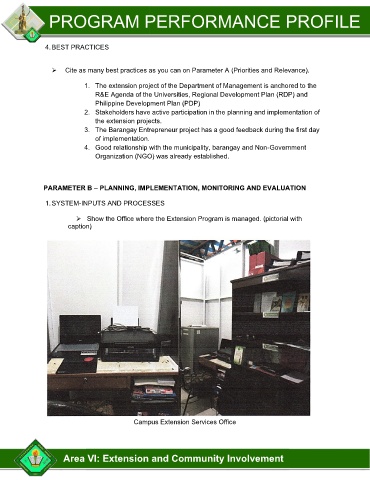 PROGRAM PERFORMANCE PROFILE
4. BEST PRACTICES
➢ Cite as many best practices as you can on Parameter A (Priorities and Relevance).
1. The extension project of the Department of Management is anchored to the
R&E Agenda of the Universities, Regional Development Plan (RDP) and
Philippine Development Plan (PDP)
2. Stakeholders have active participation in the planning and implementation of
the extension projects.
3. The Barangay Entrepreneur project has a good feedback during the first day
of implementation.
4. Good relationship with the municipality, barangay and Non-Government
Organization (NGO) was already established.
PARAMETER B – PLANNING, IMPLEMENTATION, MONITORING AND EVALUATION
1. SYSTEM-INPUTS AND PROCESSES
➢ Show the Office where the Extension Program is managed. (pictorial with
caption)
Campus Extension Services Office
Area VI: Extension and Community Involvement